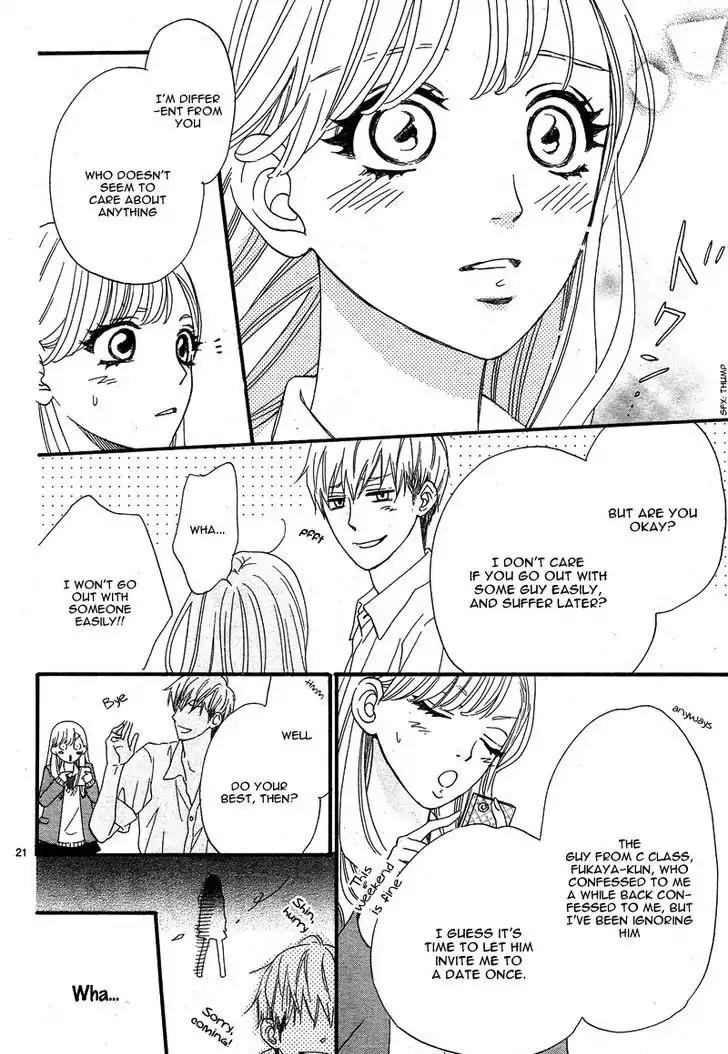 ドクン
SFX: THUMP
I'M DIFFER
-ENT FROM
YOU
WHO DOESN'T
SEEM TO
CARE ABOUT
ANYTHING
BUT ARE YOU
OKAY?
I DON'T CARE
IF YOU GO OUT WITH
SOME GUY EASILY,
AND SUFFER LATER?
PFFT
WHA...
I WON'T GO
OUT WITH
SOMEONE
EASILY!!
anyways
THE
GUY FROM C CLASS,
FUKAYA-KUN, WHO
CONFESSED TO ME
A WHILE BACK CON-
FESSED TO ME, BUT
I'VE BEEN IGNORING
HIM
I GUESS IT'S
TIME TO LET HIM
INVITE ME TO
A DATE ONCE.
This
weekend
is fine
Hmm
WELL
DO YOUR
BEST, THEN?
Bye
Shin,
hurry
Sorry,
coming!
Wha...
21